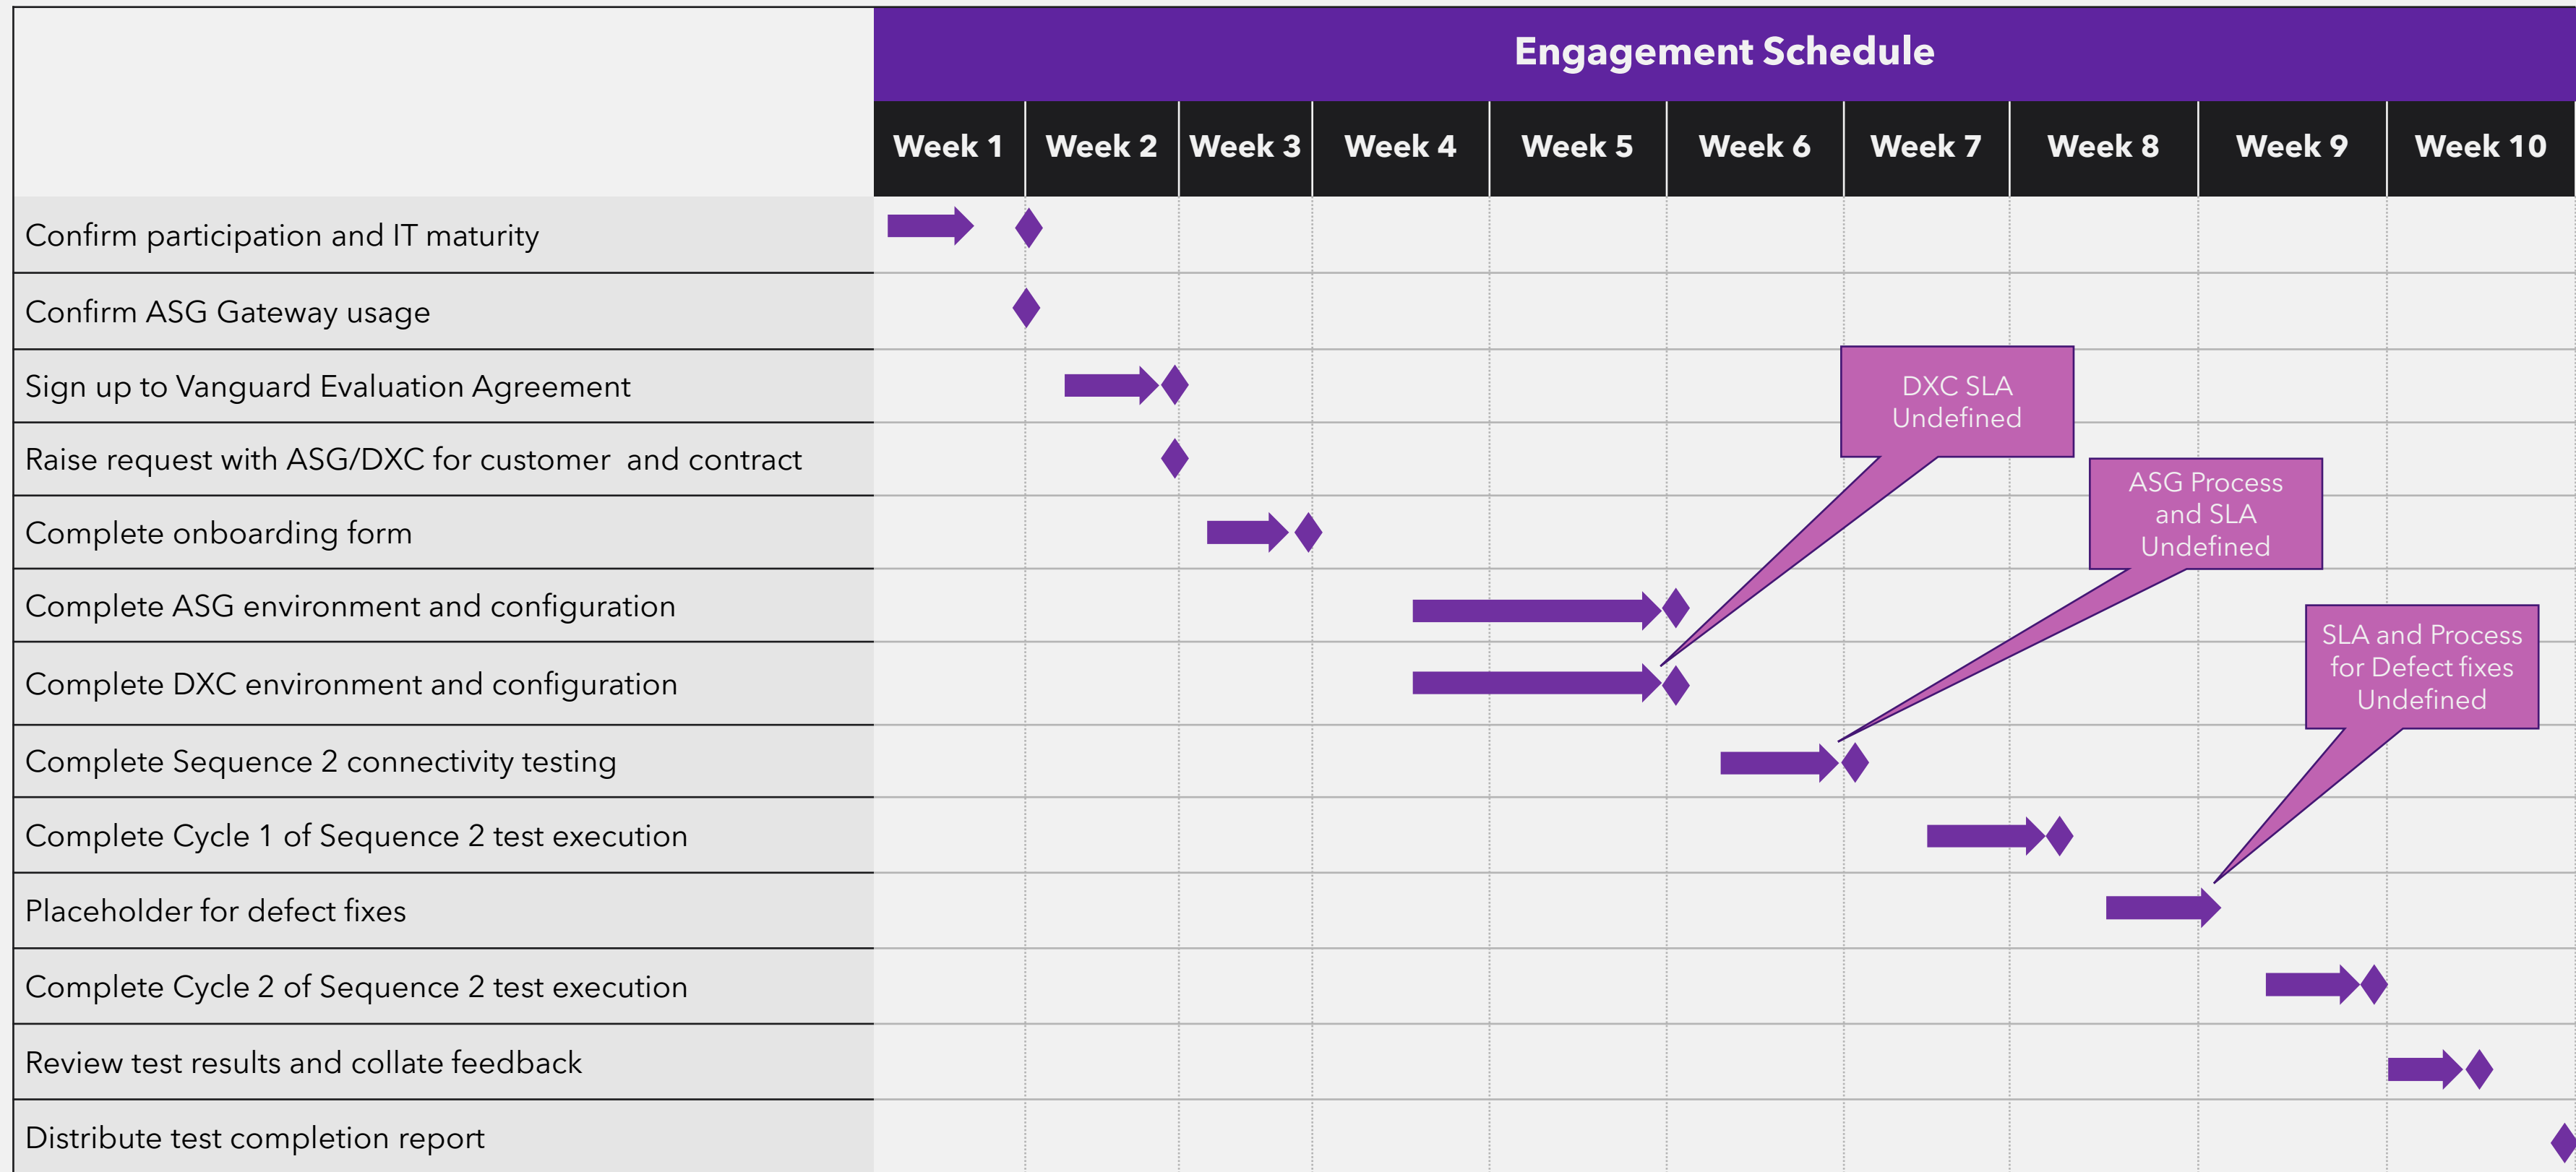 Engagement Schedule
Week 1
Week 2
Week 3
Week 4
Week 5
Week 6
Week 7
Week 8
Week 9
Week 10
Confirm participation and IT maturity
Confirm ASG Gateway usage
Sign up to Vanguard Evaluation Agreement
DXC SLA
Undefined
Raise request with ASG/DXC for customer  and contract
ASG Process
and SLA
Undefined
Complete onboarding form
Complete ASG environment and configuration
SLA and Process
for Defect fixes
Undefined
Complete DXC environment and configuration
Complete Sequence 2 connectivity testing
Complete Cycle 1 of Sequence 2 test execution
Placeholder for defect fixes
Complete Cycle 2 of Sequence 2 test execution
Review test results and collate feedback
Distribute test completion report